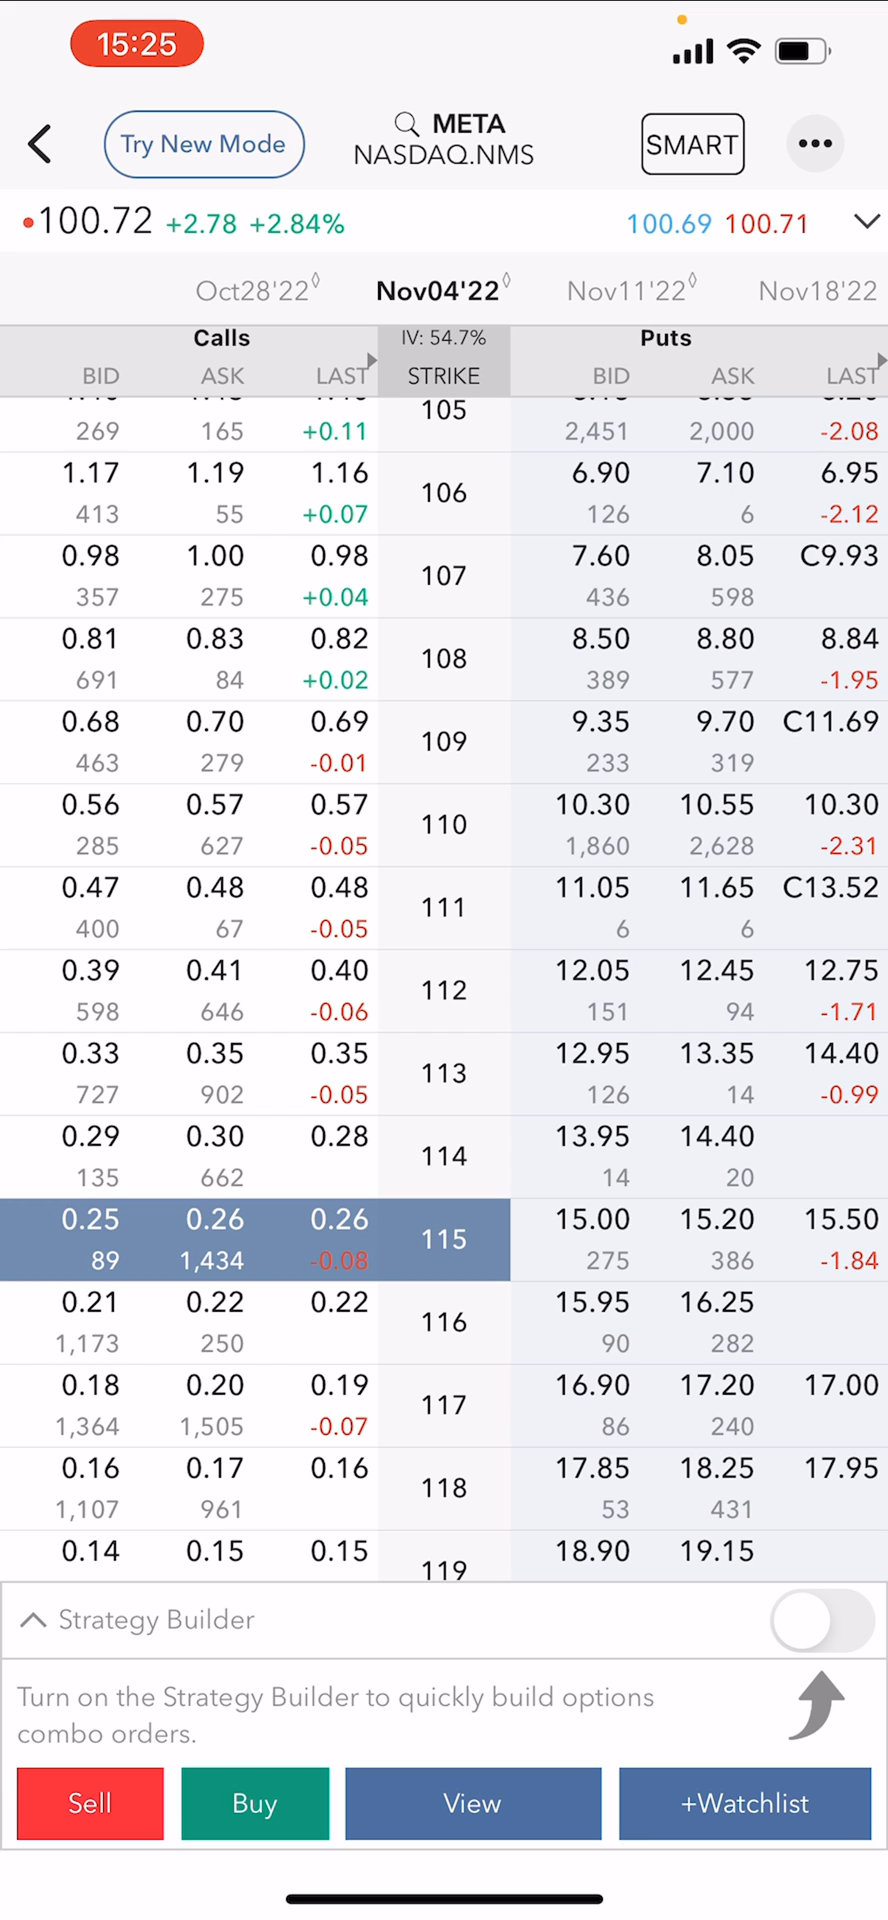 15:25
Try New Mode
META
NASDAQ.NMS
SMART
100.72 +2.78 +2.84% 100.69 100.71
Oct28'22◊ Nov04'22◊ Nov11'22◊ Nov18'22
Calls IV: 54.7% Puts
BID ASK LAST STRIKE BID ASK LAST
105
269 165 +0.11 2,451 2,000 -2.08
1.17 1.19 1.16 106 6.90 7.10 6.95
413 55 +0.07 126 6 -2.12
0.98 1.00 0.98 107 7.60 8.05 C9.93
357 275 +0.04 436 598
0.81 0.83 0.82 108 8.50 8.80 8.84
691 84 +0.02 389 577 -1.95
0.68 0.70 0.69 109 9.35 9.70 C11.69
463 279 -0.01 233 319
0.56 0.57 0.57 110 10.30 10.55 10.30
285 627 -0.05 1,860 2,628 -2.31
0.47 0.48 0.48 111 11.05 11.65 C13.52
400 67 -0.05 6 6
0.39 0.41 0.40 112 12.05 12.45 12.75
598 646 -0.06 151 94 -1.71
0.33 0.35 0.35 113 12.95 13.35 14.40
727 902 -0.05 126 14 -0.99
0.29 0.30 0.28 114 13.95 14.40
135 662 14 20
0.25 0.26 0.26 115 15.00 15.20 15.50
89 1,434 -0.08 275 386 -1.84
0.21 0.22 0.22 116 15.95 16.25
1,173 250 90 282
0.18 0.20 0.19 117 16.90 17.20 17.00
1,364 1,505 -0.07 86 240
0.16 0.17 0.16 118 17.85 18.25 17.95
1,107 961 53 431
0.14 0.15 0.15 119 18.90 19.15
Strategy Builder
Turn on the Strategy Builder to quickly build options
combo orders.
Sell Buy View +Watchlist